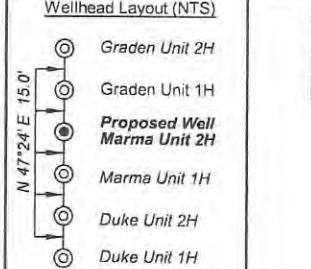 Wellhead Layout (NTS)
N 47°24' E 15.0'
Graden Unit 2H
Graden Unit 1H
Proposed Well
Marma Unit 2H
Marma Unit 1H
Duke Unit 2H
Duke Unit 1H